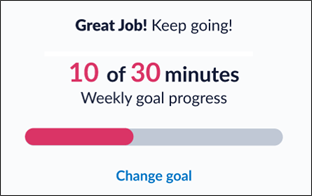 Great Job! Keep going!
10 of 30 minutes
Weekly goal progress
Change goal